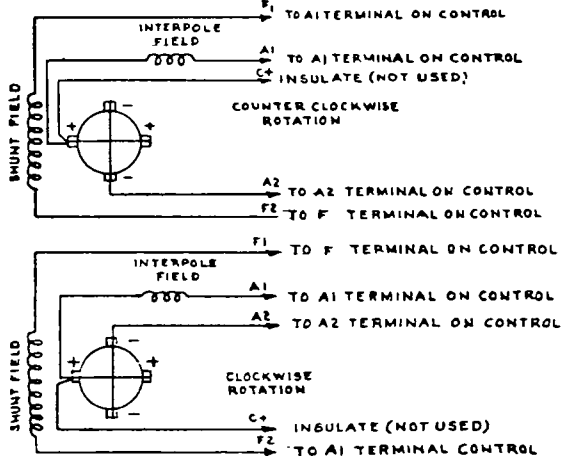 F1 TO A1 TERMINAL ON CONTROL
INTERPOLE
FIELD
A1 TO A1 TERMINAL ON CONTROL
C+ INSULATE (NOT USED)
SHUNT FIELD
COUNTER CLOCKWISE
ROTATION
+ - +
-
A2 TO A2 TERMINAL ON CONTROL
F2 TO F TERMINAL ON CONTROL
F1 TO F TERMINAL ON CONTROL
INTERPOLE
FIELD
A1 TO A1 TERMINAL ON CONTROL
A2 TO A2 TERMINAL ON CONTROL
SHUNT FIELD
+ - +
-
CLOCKWISE
ROTATION
C+ INSULATE (NOT USED)
F2 TO A1 TERMINAL CONTROL